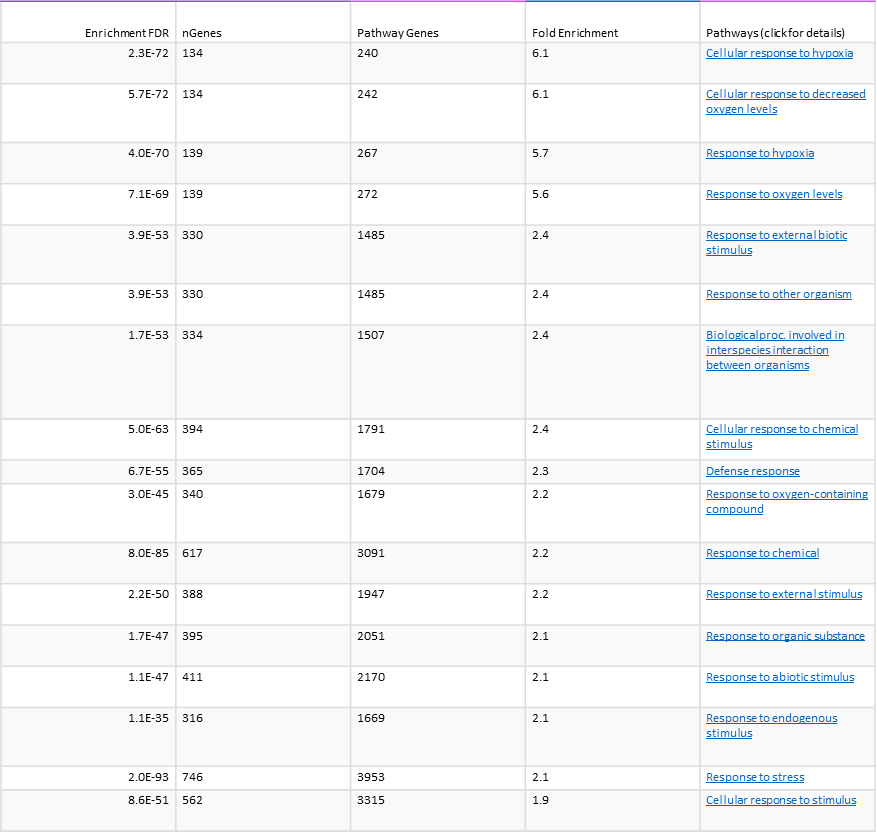 Enrichment FDR nGenes Pathway Genes Fold Enrichment Pathways (click for details)
2.3E-72 134 240 6.1 Cellular response to hypoxia
5.7E-72 134 242 6.1 Cellular response to decreased
oxygen levels
4.0E-70 139 267 5.7 Response to hypoxia
7.1E-69 139 272 5.6 Response to oxygen levels
3.9E-53 330 1485 2.4 Response to external biotic
stimulus
3.9E-53 330 1485 2.4 Response to other organism
1.7E-53 334 1507 2.4 Biological proc. involved in
interspecies interaction
between organisms
5.0E-63 394 1791 2.4 Cellular response to chemical
stimulus
6.7E-55 365 1704 2.3 Defense response
3.0E-45 340 1679 2.2 Response to oxygen-containing
compound
8.0E-85 617 3091 2.2 Response to chemical
2.2E-50 388 1947 2.2 Response to external stimulus
1.7E-47 395 2051 2.1 Response to organic substance
1.1E-47 411 2170 2.1 Response to abiotic stimulus
1.1E-35 316 1669 2.1 Response to endogenous
stimulus
2.0E-93 746 3953 2.1 Response to stress
8.6E-51 562 3315 1.9 Cellular response to stimulus